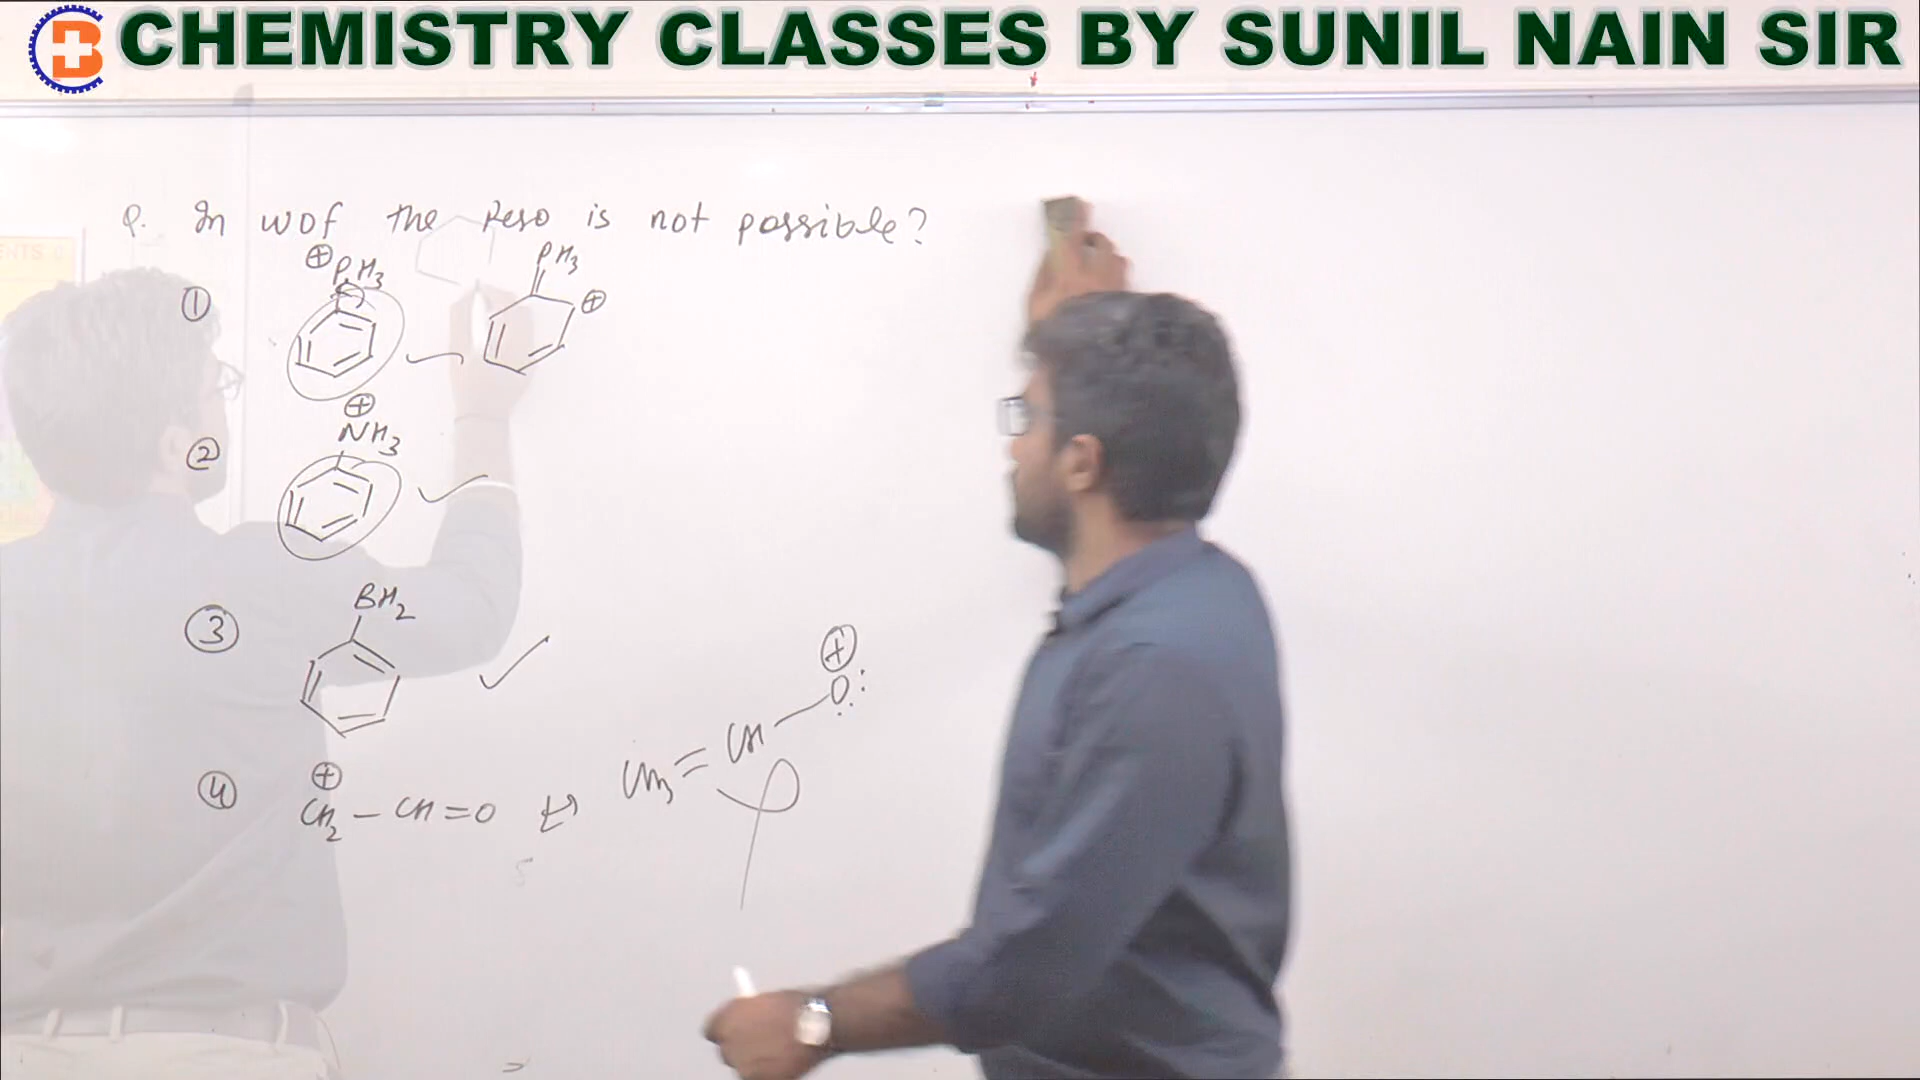 B CHEMISTRY CLASSES BY SUNIL NAIN SIR
Q. In wof the Reso is not possible?
① ⊕ PH3 PH3 ⊕
② ⊕ NH3
③ BH2
④ ⊕ CH2 - CH = O ↔ CH2 = CH - O: ⊕